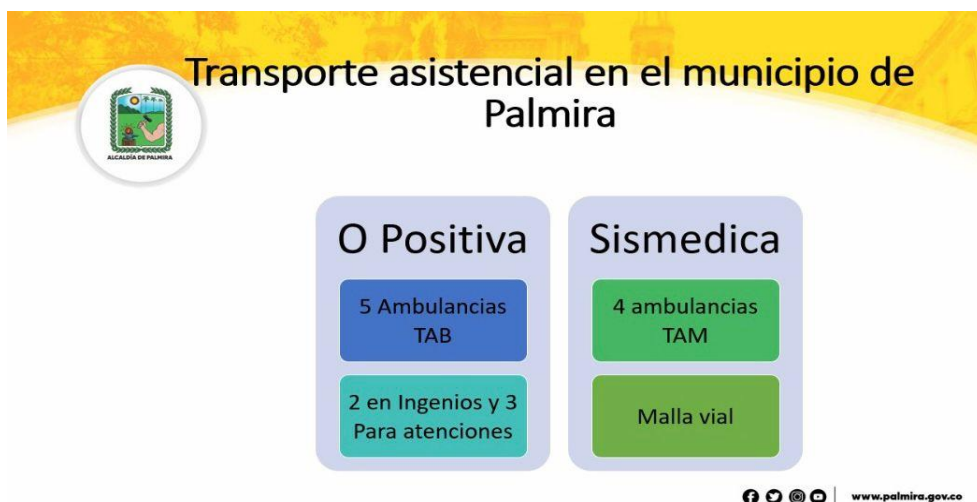 Transporte asistencial en el municipio de
Palmira
ALCALDÍA DE PALMIRA
O Positiva
5 Ambulancias
TAB
2 en Ingenios y 3
Para atenciones
Sismedica
4 ambulancias
TAM
Malla vial
www.palmira.gov.co